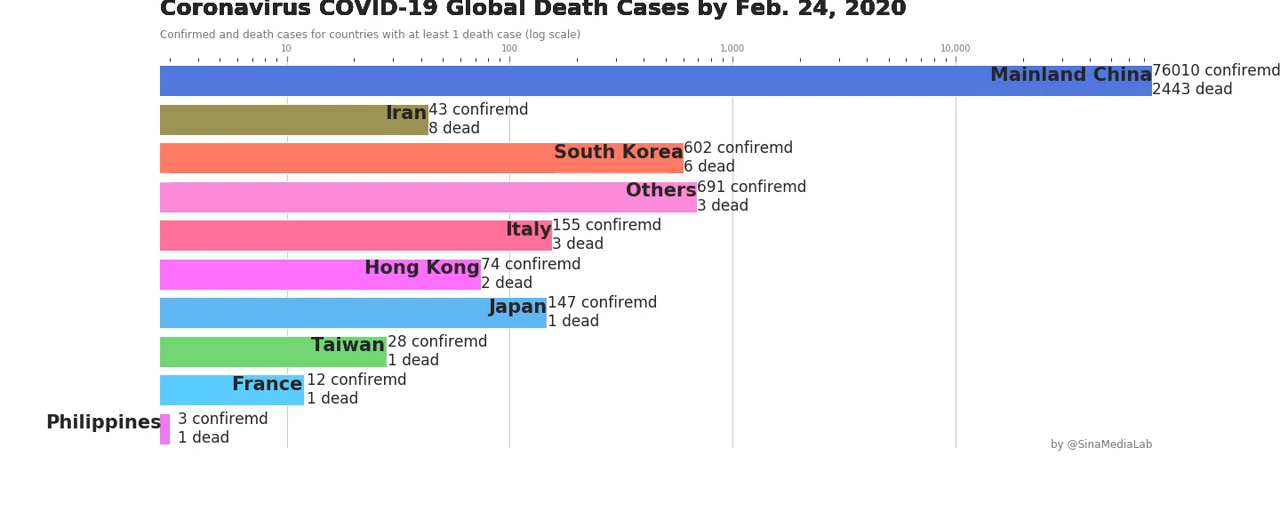 Coronavirus COVID-19 Global Death Cases by Feb. 24, 2020
Confirmed and death cases for countries with at least 1 death case (log scale)
10 100 1,000 10,000
Mainland China 76010 confiremd
2443 dead
Iran 43 confiremd
8 dead
South Korea 602 confiremd
6 dead
Others 691 confiremd
3 dead
Italy 155 confiremd
3 dead
Hong Kong 74 confiremd
2 dead
Japan 147 confiremd
1 dead
Taiwan 28 confiremd
1 dead
France 12 confiremd
1 dead
Philippines 3 confiremd
1 dead
by @SinaMediaLab